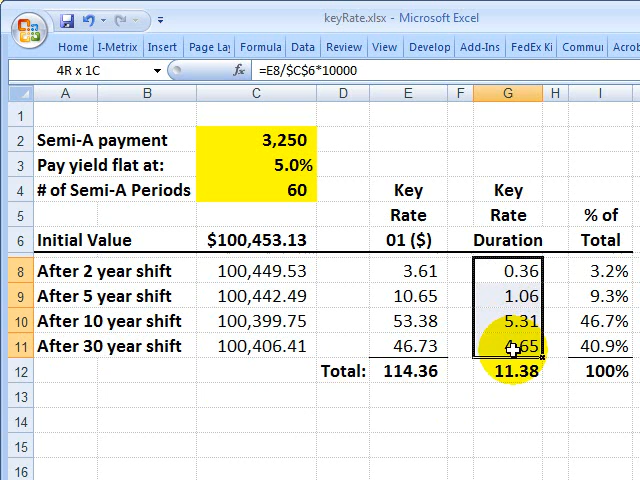 keyRate.xlsx - Microsoft Excel
Home I-Metrix Insert Page La Formula Data Review View Develop Add-Ins FedEx Ki Commu Acrob
4R x 1C fx =E8/$C$6*10000
A B C D E F G H I
1
2 Semi-A payment 3,250
3 Pay yield flat at: 5.0%
4 # of Semi-A Periods 60 Key Key
5 Rate Rate % of
6 Initial Value $100,453.13 01 ($) Duration Total
8 After 2 year shift 100,449.53 3.61 0.36 3.2%
9 After 5 year shift 100,442.49 10.65 1.06 9.3%
10 After 10 year shift 100,399.75 53.38 5.31 46.7%
11 After 30 year shift 100,406.41 46.73 4.65 40.9%
12 Total: 114.36 11.38 100%
13
14
15
16